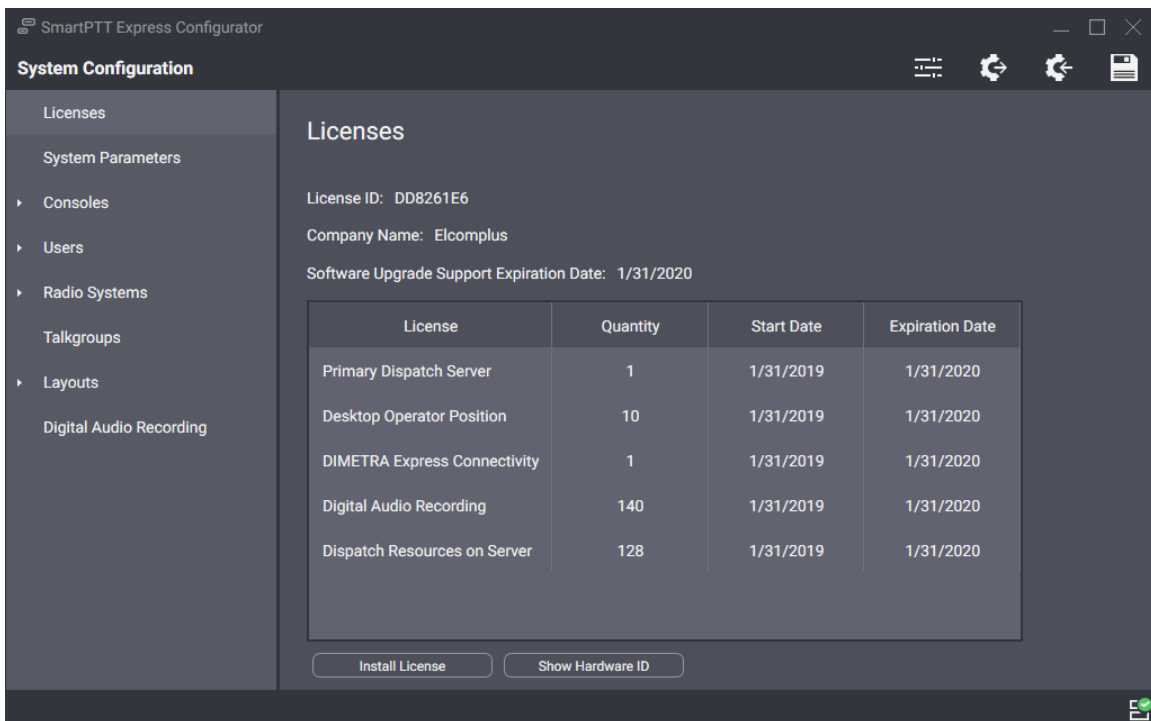 SmartPTT Express Configurator
System Configuration
Licenses
System Parameters
Consoles
Users
Radio Systems
Talkgroups
Layouts
Digital Audio Recording
Licenses
License ID: DD8261E6
Company Name: Elcomplus
Software Upgrade Support Expiration Date: 1/31/2020
License Quantity Start Date Expiration Date
Primary Dispatch Server 1 1/31/2019 1/31/2020
Desktop Operator Position 10 1/31/2019 1/31/2020
DIMETRA Express Connectivity 1 1/31/2019 1/31/2020
Digital Audio Recording 140 1/31/2019 1/31/2020
Dispatch Resources on Server 128 1/31/2019 1/31/2020
Install License Show Hardware ID